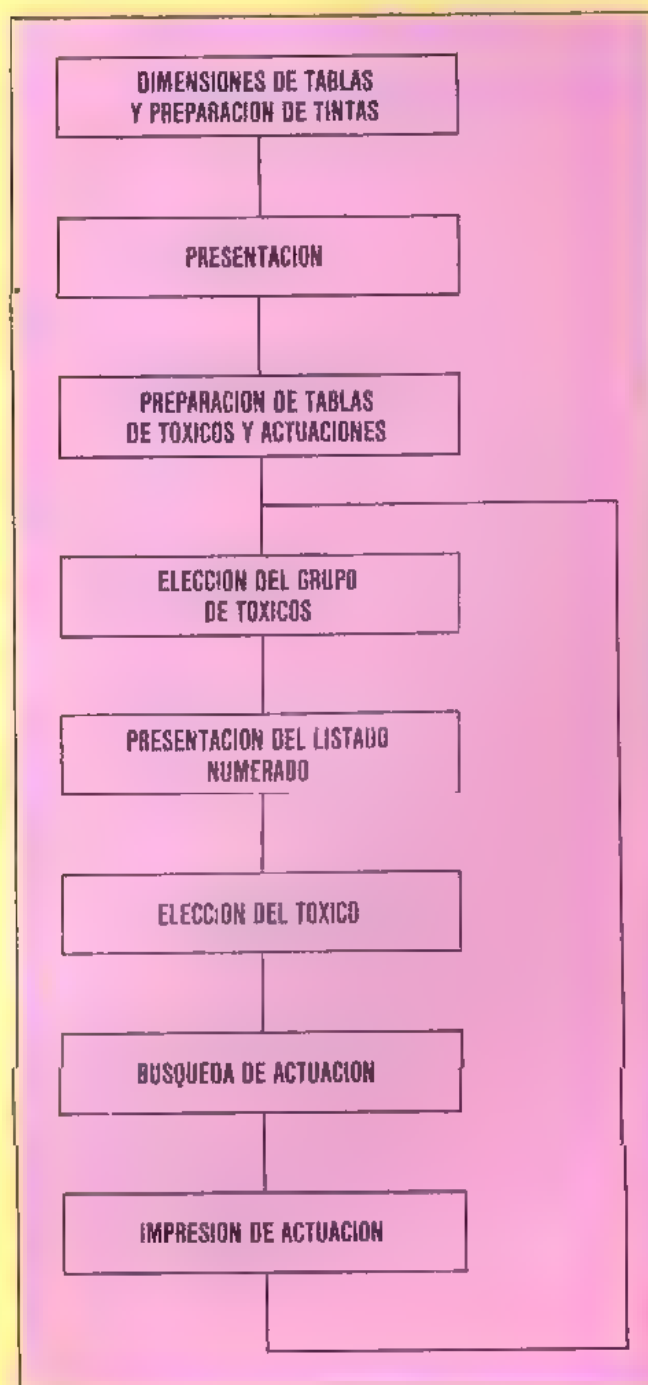 DIMENSIONES DE TABLAS
Y PREPARACION DE TINTAS
PRESENTACION
PREPARACION DE TABLAS
DE TOXICOS Y ACTUACIONES
ELECCION DEL GRUPO
DE TOXICOS
PRESENTACION DEL LISTADO
NUMERADO
ELECCION DEL TOXICO
BUSQUEDA DE ACTUACION
IMPRESION DE ACTUACION